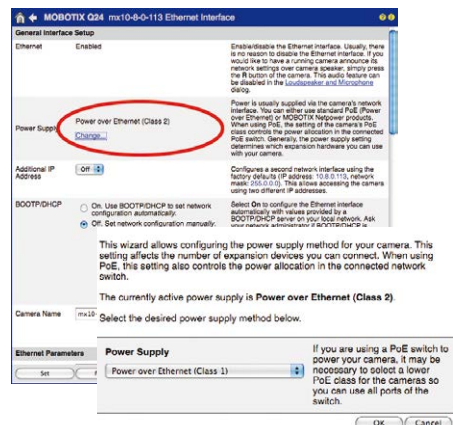 MOBOTIX Q24 mx10-8-0-113 Ethernet Interface
General Interface Setup
Ethernet
Enabled
Enable/disable the Ethernet interface. Usually, there
is no reason to disable the Ethernet interface. If you
would like to have a running camera announce its
network settings over camera speaker, simply press
the R button of the camera. This audio feature can
be disabled in the Loudspeaker and Microphone
dialog.
Power Supply
Power over Ethernet (Class 2)
Change...
Power is usually supplied via the camera's network
interface. You can either use standard PoE (Power
over Ethernet) or MOBOTIX Netpower products.
When using PoE, the setting of the camera's PoE
class controls the power allocation in the connected
PoE switch. Generally, the power supply setting
determines which expansion hardware you can use
with your camera.
Additional IP
Address
Off
Configures a second network interface using the
factory defaults (IP address: 10.8.0.113, network
mask: 255.0.0.0). This allows accessing the camera
using two different IP addresses.
BOOTP/DHCP
On. Use BOOTP/DHCP to set network
configuration automatically.
Off. Set network configuration manually.
Select On to configure the Ethernet interface
automatically with values provided by a
BOOTP/DHCP server on your local network. Ask
your network administrator if BOOTP/DHCP is
Camera Name
mx10-
Ethernet Parameters
Set
This wizard allows configuring the power supply method for your camera. This
setting affects the number of expansion devices you can connect. When using
PoE, this setting also controls the power allocation in the connected network
switch.
The currently active power supply is Power over Ethernet (Class 2).
Select the desired power supply method below.
Power Supply
Power over Ethernet (Class 1)
If you are using a PoE switch to
power your camera, it may be
necessary to select a lower
PoE class for the cameras so
you can use all ports of the
switch.
OK
Cancel